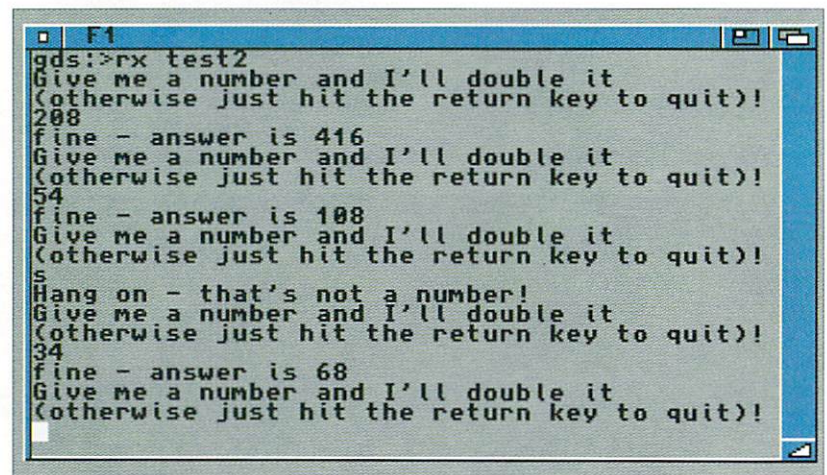 F1
gds:>rx test2
Give me a number and I'll double it
(otherwise just hit the return key to quit)!
208
fine - answer is 416
Give me a number and I'll double it
(otherwise just hit the return key to quit)!
54
fine - answer is 108
Give me a number and I'll double it
(otherwise just hit the return key to quit)!
s
Hang on - that's not a number!
Give me a number and I'll double it
(otherwise just hit the return key to quit)!
34
fine - answer is 68
Give me a number and I'll double it
(otherwise just hit the return key to quit)!